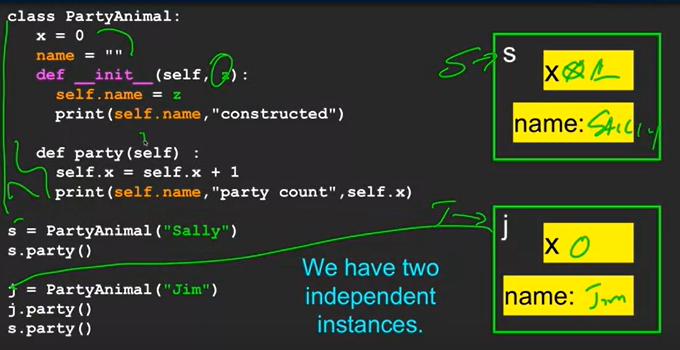 class PartyAnimal:
x = 0
name = ""
def __init__(self, z):
self.name = z
print(self.name,"constructed")
z
def party(self) :
self.x = self.x + 1
print(self.name,"party count",self.x)
s = PartyAnimal("Sally")
s.party()
j = PartyAnimal("Jim")
j.party()
s.party()
S
s
x 0 1
name: Sally
J
j
x 0
name: Jim
We have two
independent
instances.